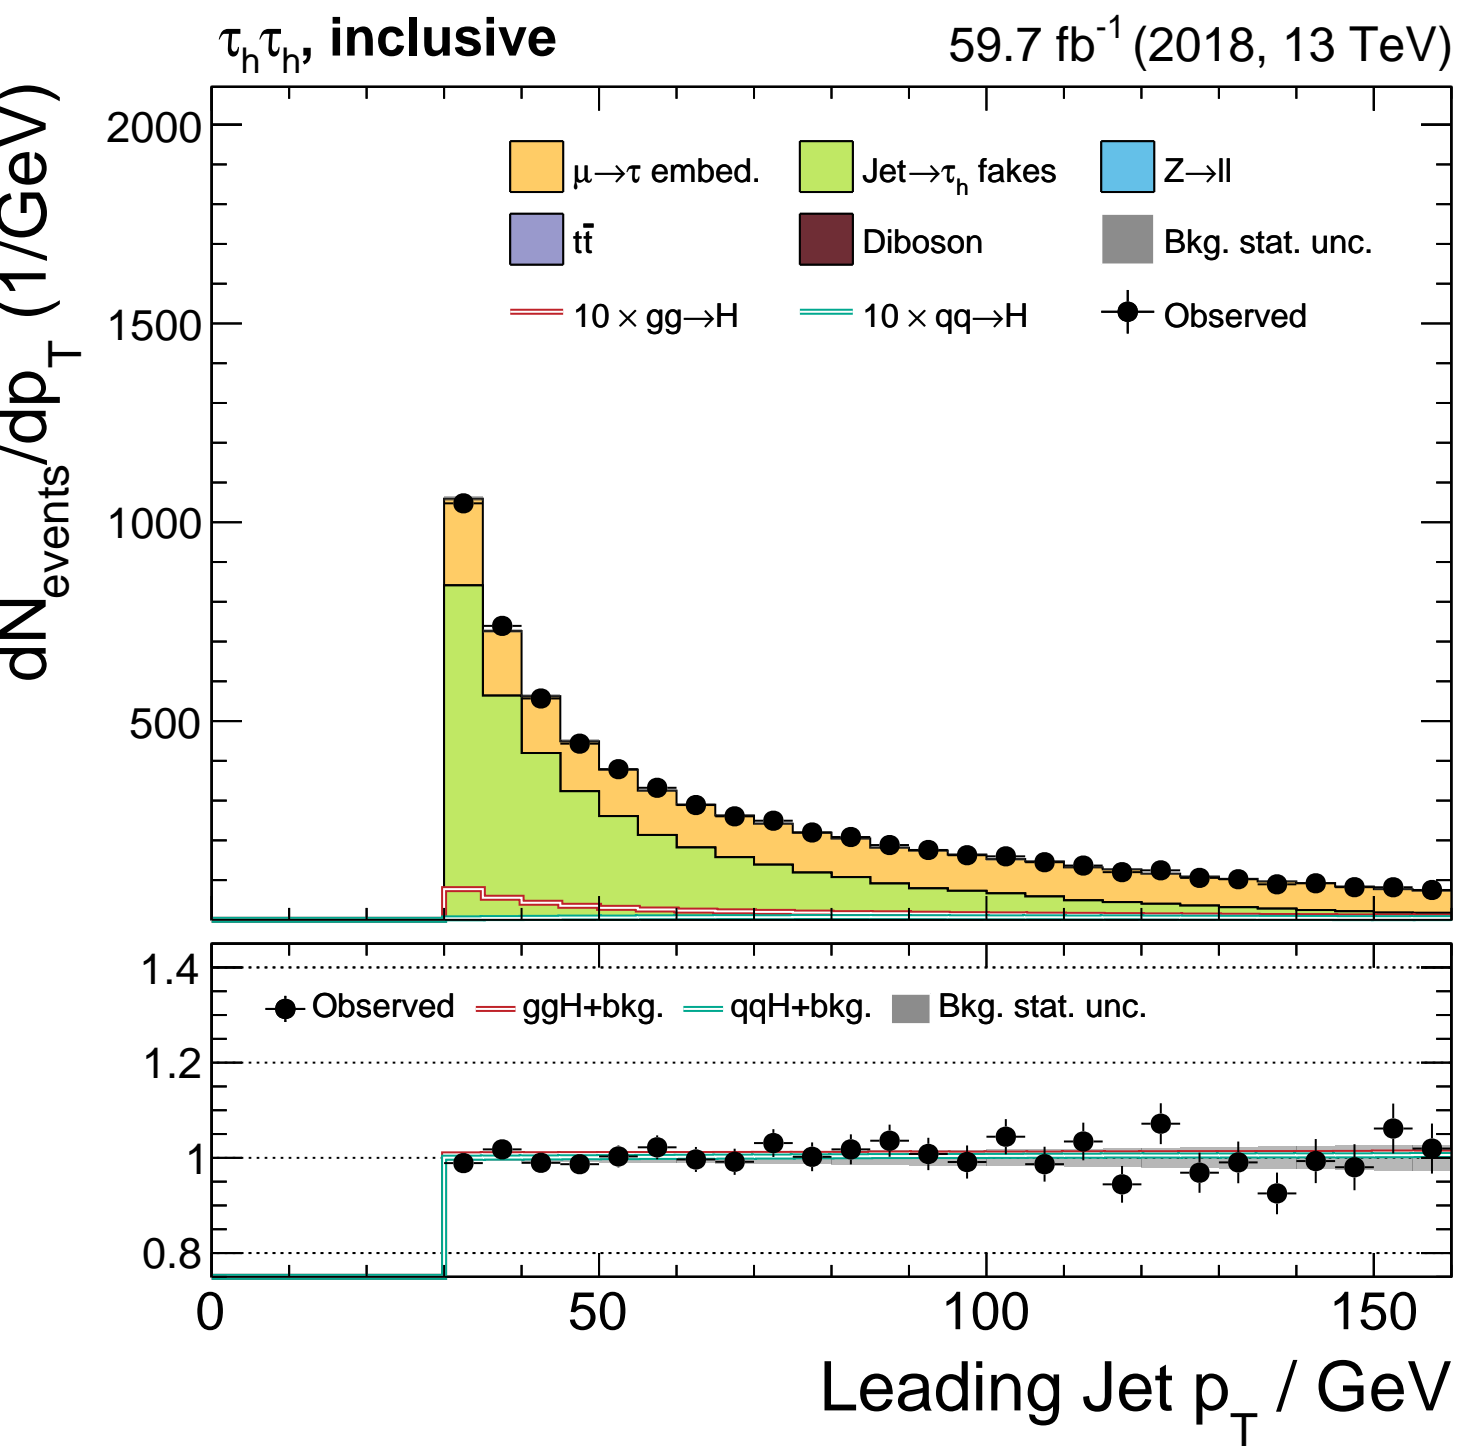 τhτh, inclusive 59.7 fb-1 (2018, 13 TeV)
dNevents/dpT (1/GeV)
2000
1500
1000
500
μ→τ embed. Jet→τh fakes Z→ll
tt̄ Diboson Bkg. stat. unc.
10 × gg→H 10 × qq→H Observed
1.4
1.2
1
0.8
Observed ggH+bkg. qqH+bkg. Bkg. stat. unc.
0 50 100 150
Leading Jet pT / GeV